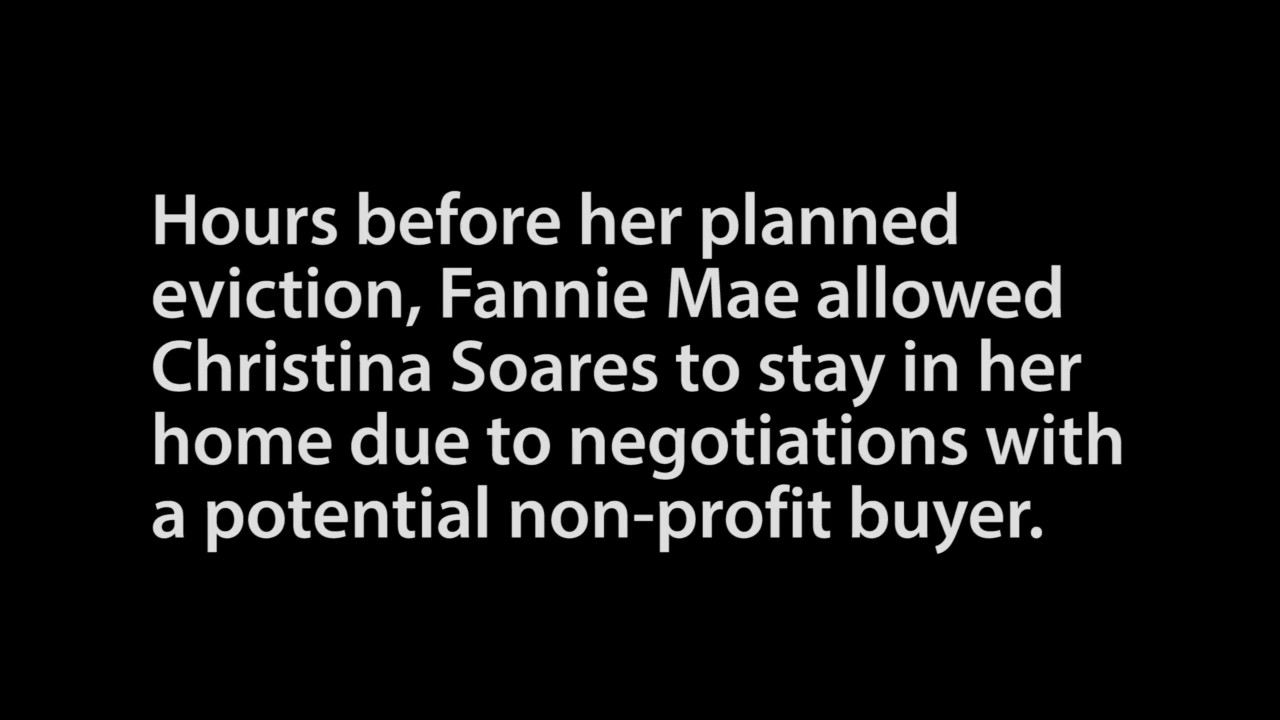 Hours before her planned
eviction, Fannie Mae allowed
Christina Soares to stay in her
home due to negotiations with
a potential non-profit buyer.